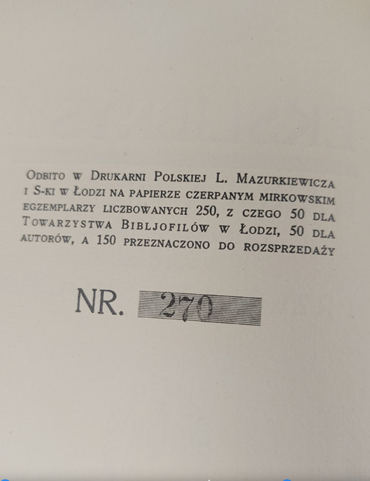 Odbito w Drukarni Polskiej L. Mazurkiewicza
i S-ki w Łodzi na papierze czerpanym mirkowskim
egzemplarzy liczbowanych 250, z czego 50 dla
Towarzystwa Bibljofilów w Łodzi, 50 dla
autorów, a 150 przeznaczono do rozsprzedaży
NR. 270